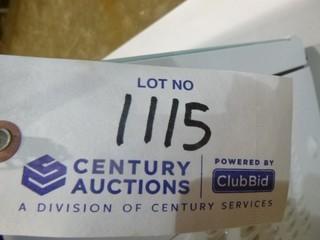 LOT NO
1115
CENTURY AUCTIONS
POWERED BY
ClubBid
A DIVISION OF CENTURY SERVICES